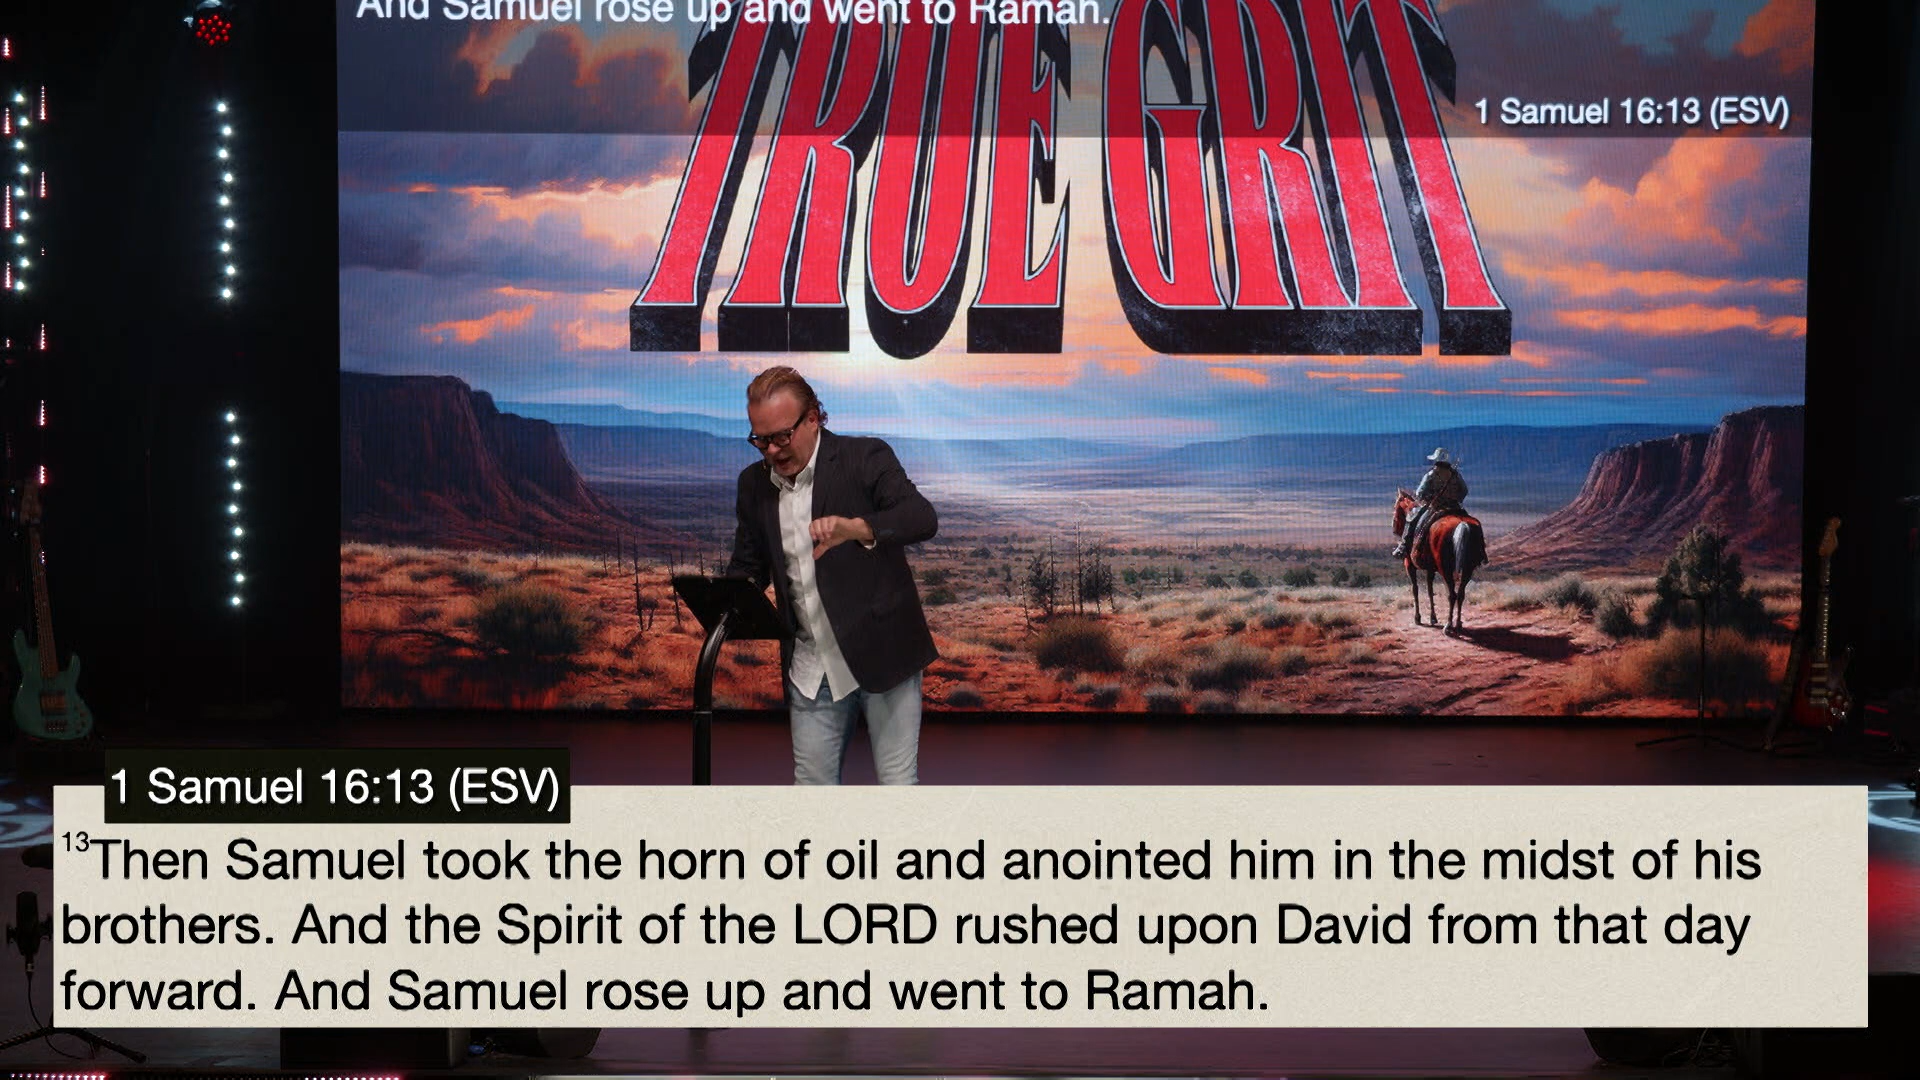 And Samuel rose up and went to Ramah.
TRUE GRIT
1 Samuel 16:13 (ESV)
1 Samuel 16:13 (ESV)
13Then Samuel took the horn of oil and anointed him in the midst of his
brothers. And the Spirit of the LORD rushed upon David from that day
forward. And Samuel rose up and went to Ramah.